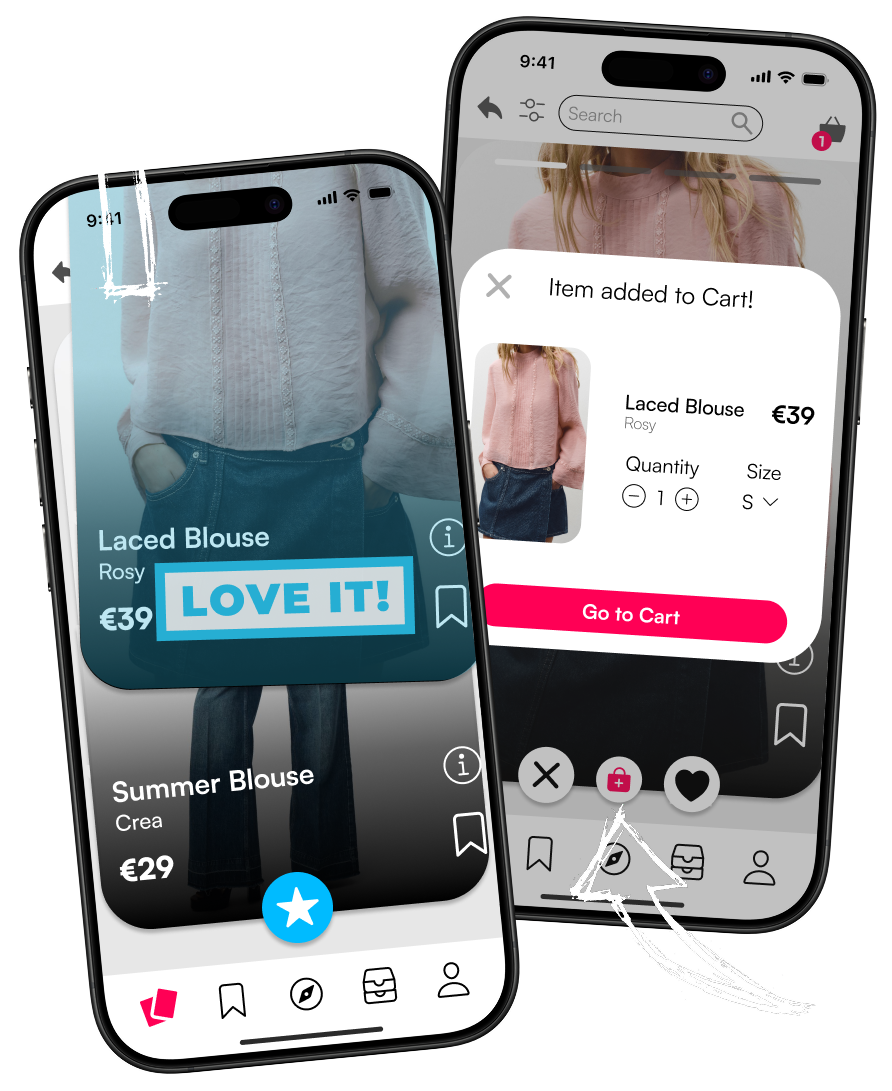 9:41
Laced Blouse
Rosy
€39
LOVE IT!
Summer Blouse
Crea
€29
9:41
Search
1
Item added to Cart!
Laced Blouse
€39
Rosy
Quantity
Size
1
S
Go to Cart